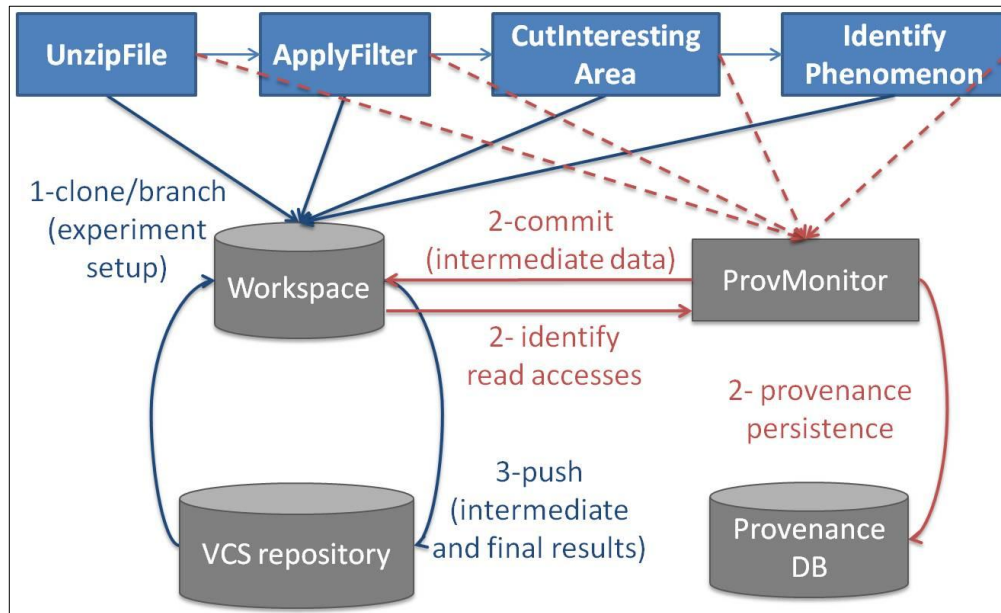 UnzipFile
ApplyFilter
CutInteresting
Area
Identify
Phenomenon
1-clone/branch
(experiment
setup)
2-commit
(intermediate data)
Workspace
ProvMonitor
2- identify
read accesses
2- provenance
persistence
3-push
(intermediate
and final results)
VCS repository
Provenance
DB